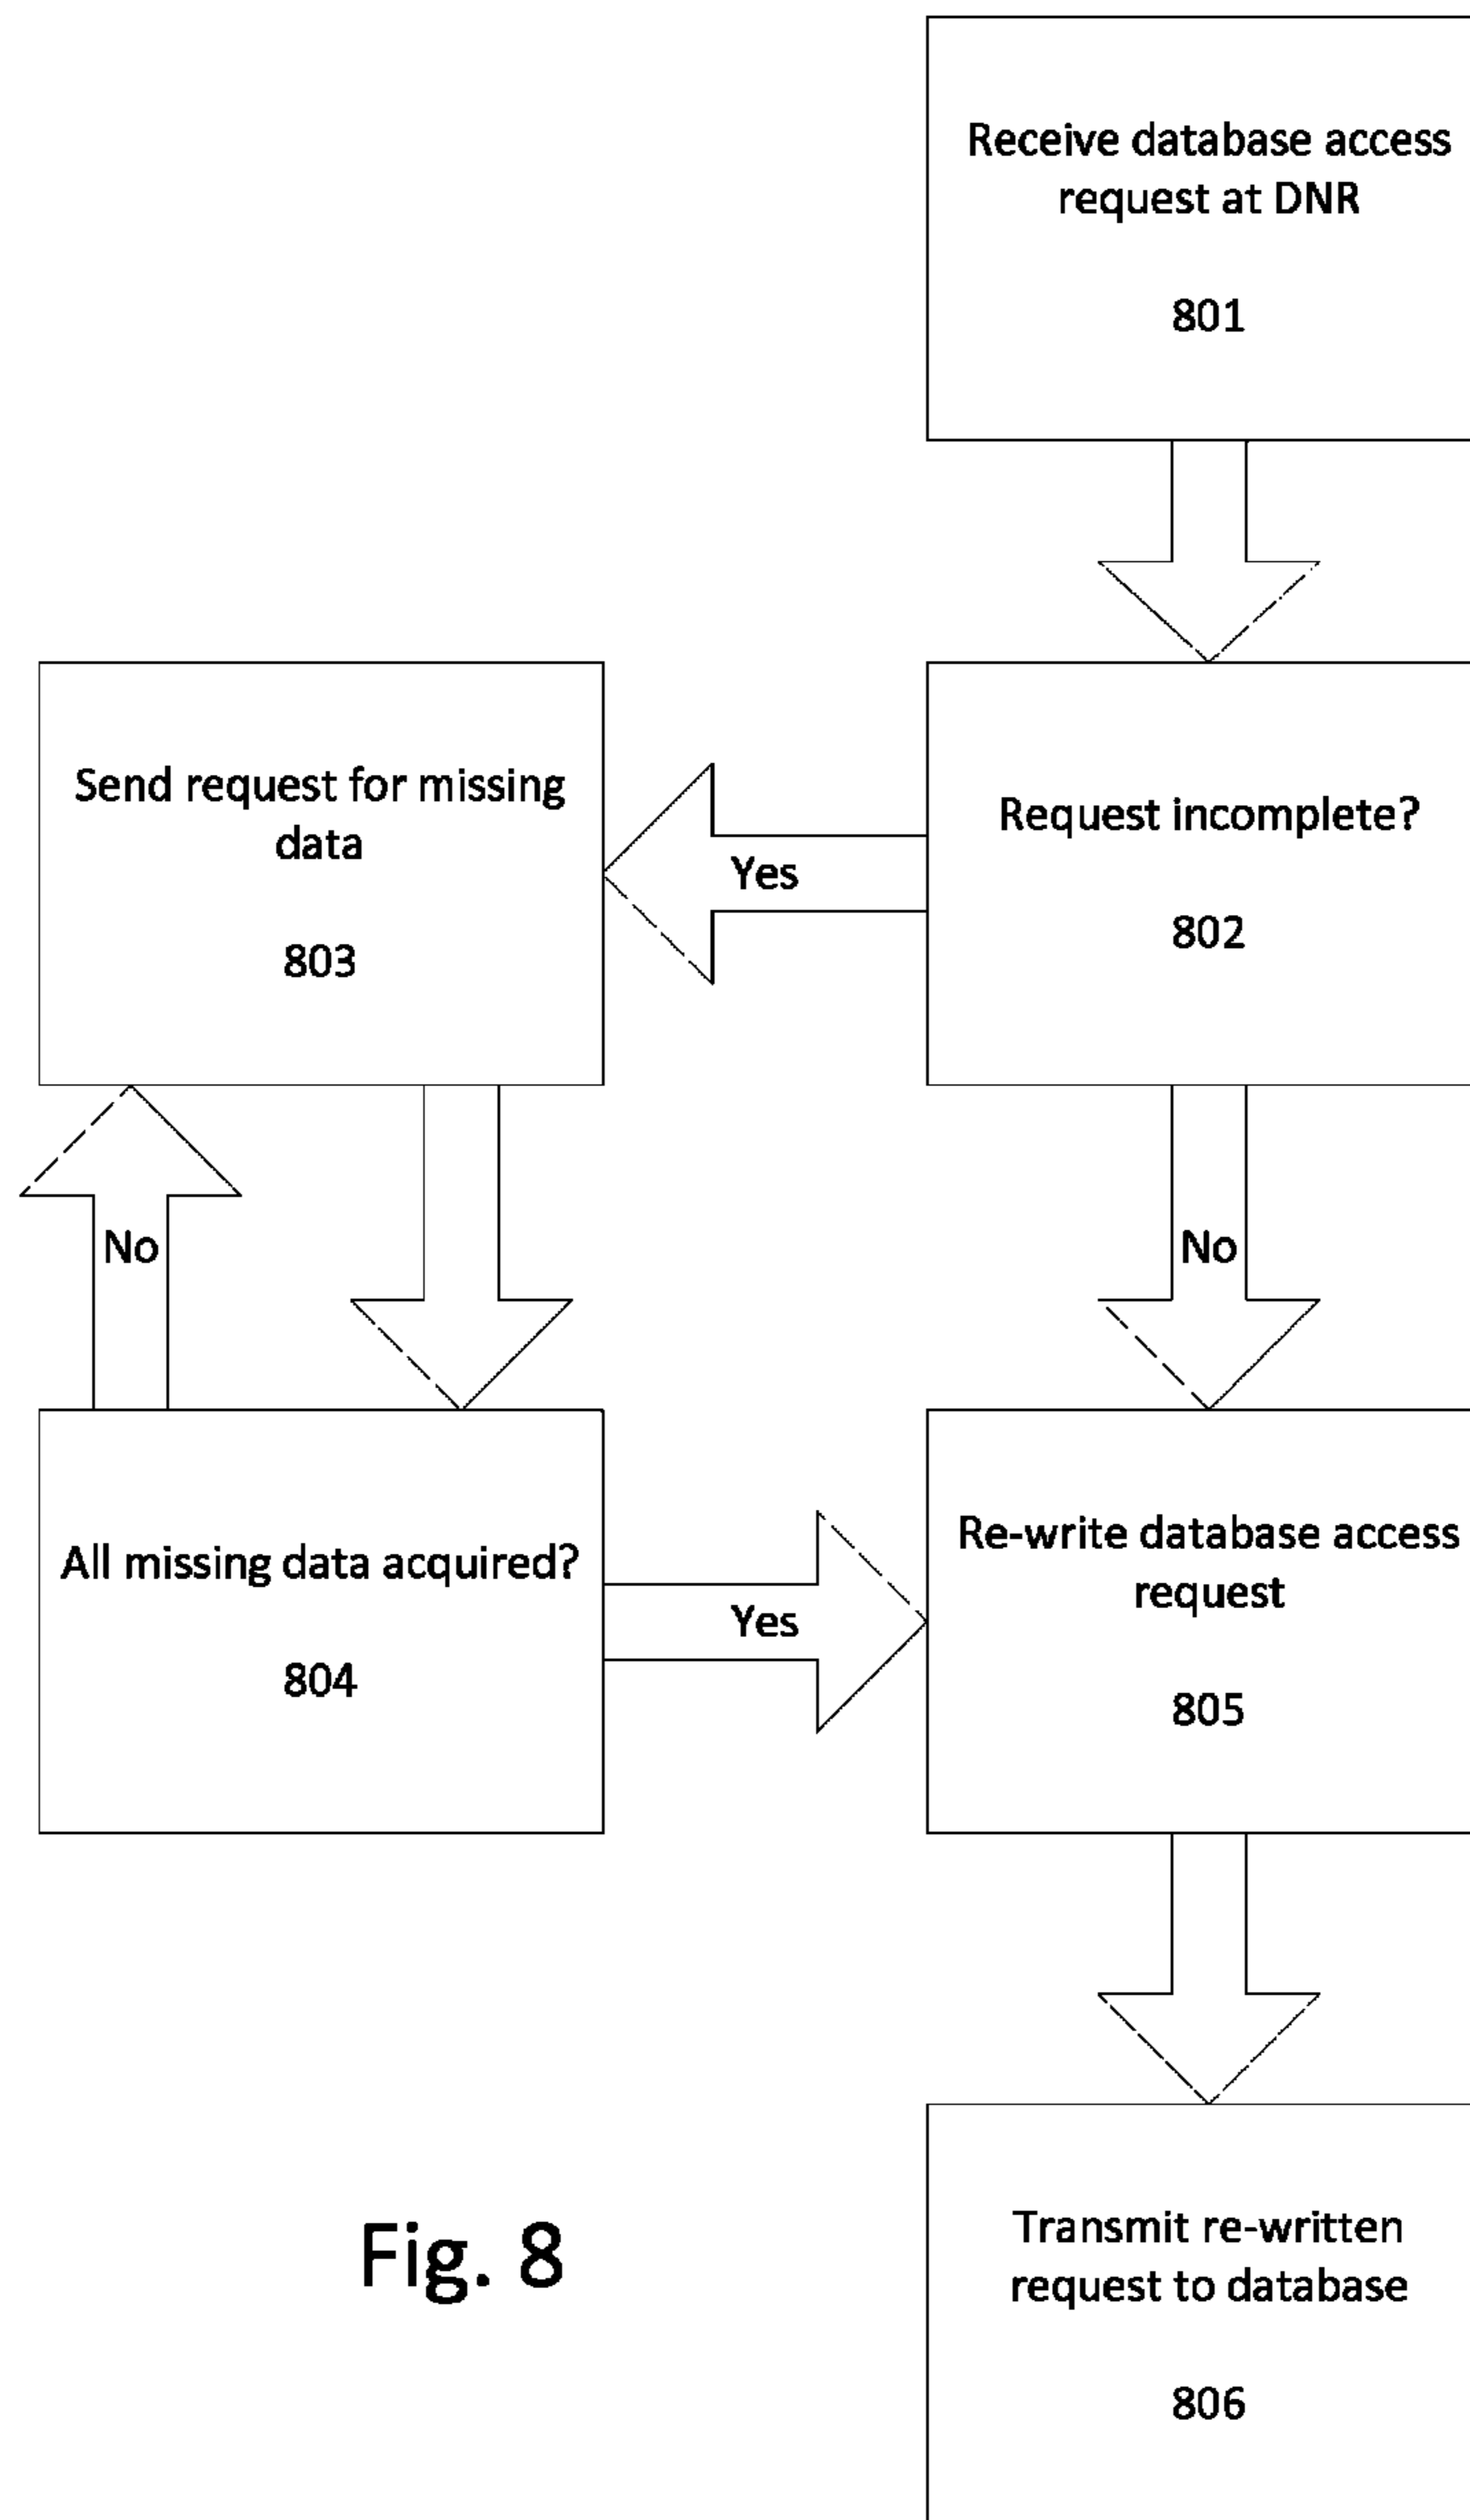 Receive database access
request at DNR
801
Request incomplete?
802
Yes
Send request for missing
data
803
No
No
All missing data acquired?
804
Yes
Re-write database access
request
805
Transmit re-written
request to database
806
Fig. 8